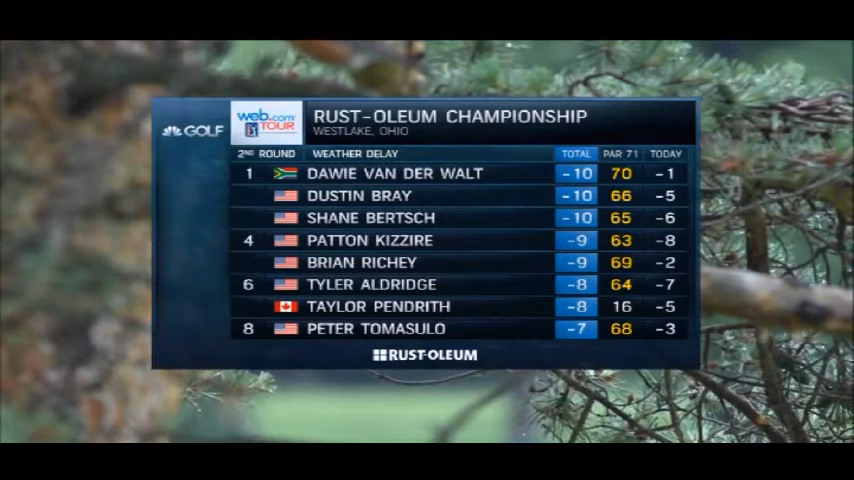 GOLF
web.com
TOUR
RUST-OLEUM CHAMPIONSHIP
WESTLAKE, OHIO
2ND ROUND WEATHER DELAY TOTAL PAR 71 TODAY
1 DAWIE VAN DER WALT -10 70 -1
DUSTIN BRAY -10 66 -5
SHANE BERTSCH -10 65 -6
4 PATTON KIZZIRE -9 63 -8
BRIAN RICHEY -9 69 -2
6 TYLER ALDRIDGE -8 64 -7
TAYLOR PENDRITH -8 16 -5
8 PETER TOMASULO -7 68 -3
RUST-OLEUM